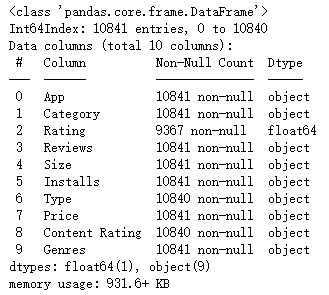 <class 'pandas.core.frame.DataFrame'>
Int64Index: 10841 entries, 0 to 10840
Data columns (total 10 columns):
 #   Column          Non-Null Count  Dtype
---  ------          --------------  -----
 0   App             10841 non-null  object
 1   Category        10841 non-null  object
 2   Rating          9367 non-null   float64
 3   Reviews         10841 non-null  object
 4   Size            10841 non-null  object
 5   Installs        10841 non-null  object
 6   Type            10840 non-null  object
 7   Price           10841 non-null  object
 8   Content Rating  10840 non-null  object
 9   Genres          10841 non-null  object
dtypes: float64(1), object(9)
memory usage: 931.6+ KB